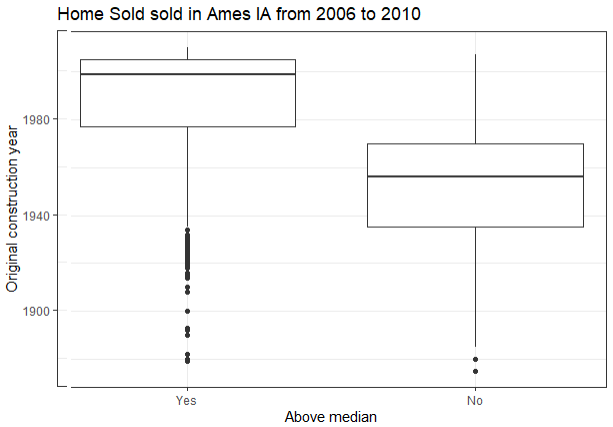 Home Sold sold in Ames IA from 2006 to 2010
Original construction year
1980
1940
1900
Yes
No
Above median